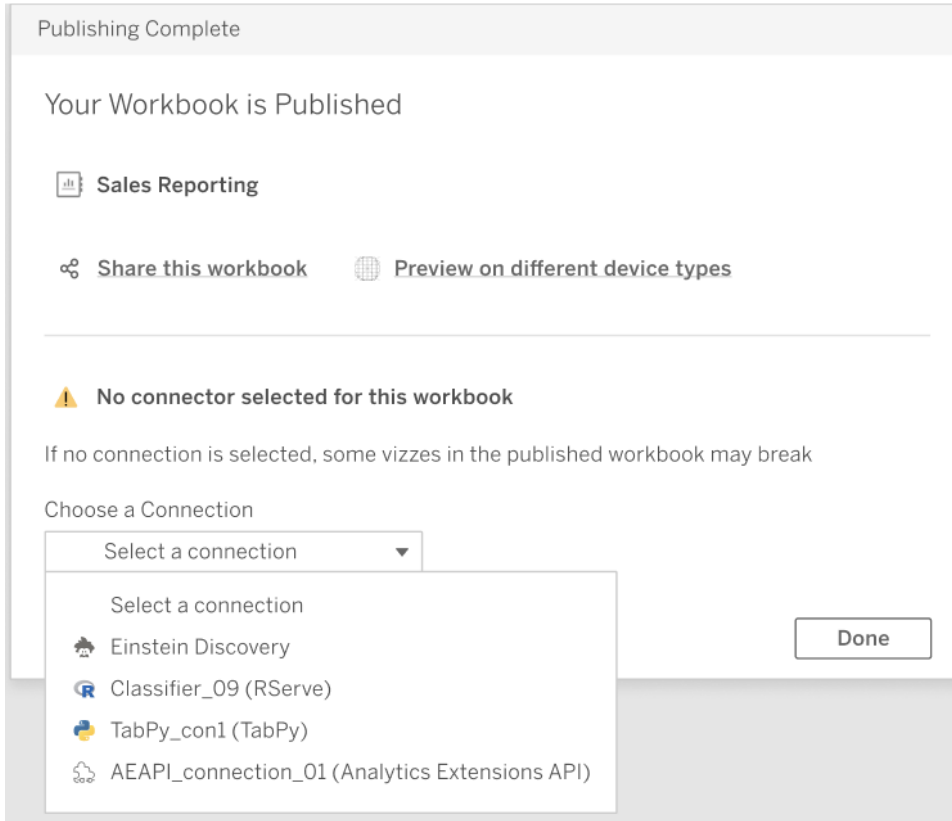 Publishing Complete
Your Workbook is Published
Sales Reporting
Share this workbook Preview on different device types
No connector selected for this workbook
If no connection is selected, some vizzes in the published workbook may break
Choose a Connection
Select a connection
Select a connection
Einstein Discovery
Done
Classifier_09 (RServe)
TabPy_con1 (TabPy)
AEAPI_connection_01 (Analytics Extensions API)